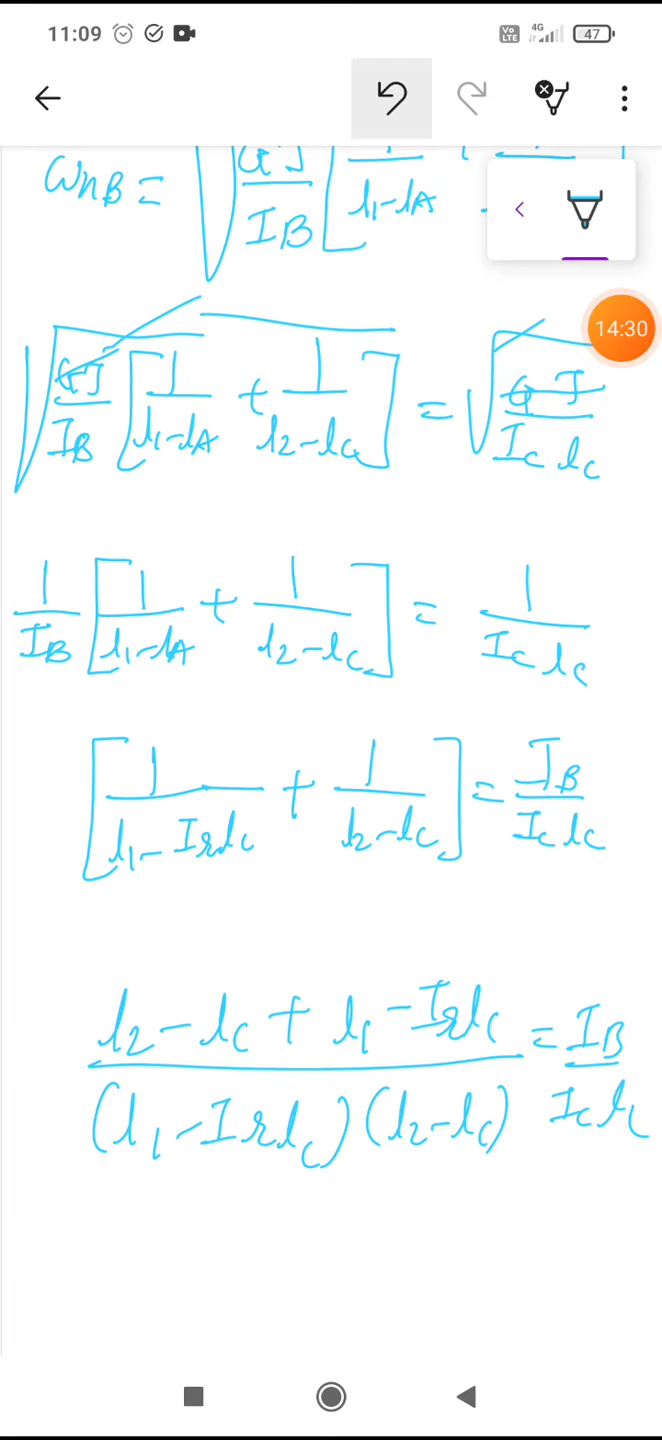 11:09 Vo LTE 4G 47
ωnB = √ GJ/IB [ 1/l1-lA
14:30
√ GJ/IB [ 1/l1-lA + 1/l2-lC ] = √ GJ/IC lC
1/IB [ 1/l1-lA + 1/l2-lC ] = 1/IC lC
[ 1/l1-Irlc + 1/l2-lC ] = IB/IC lC
l2-lC + l1-Irlc/(l1-Irlc)(l2-lC) = IB/IC lC